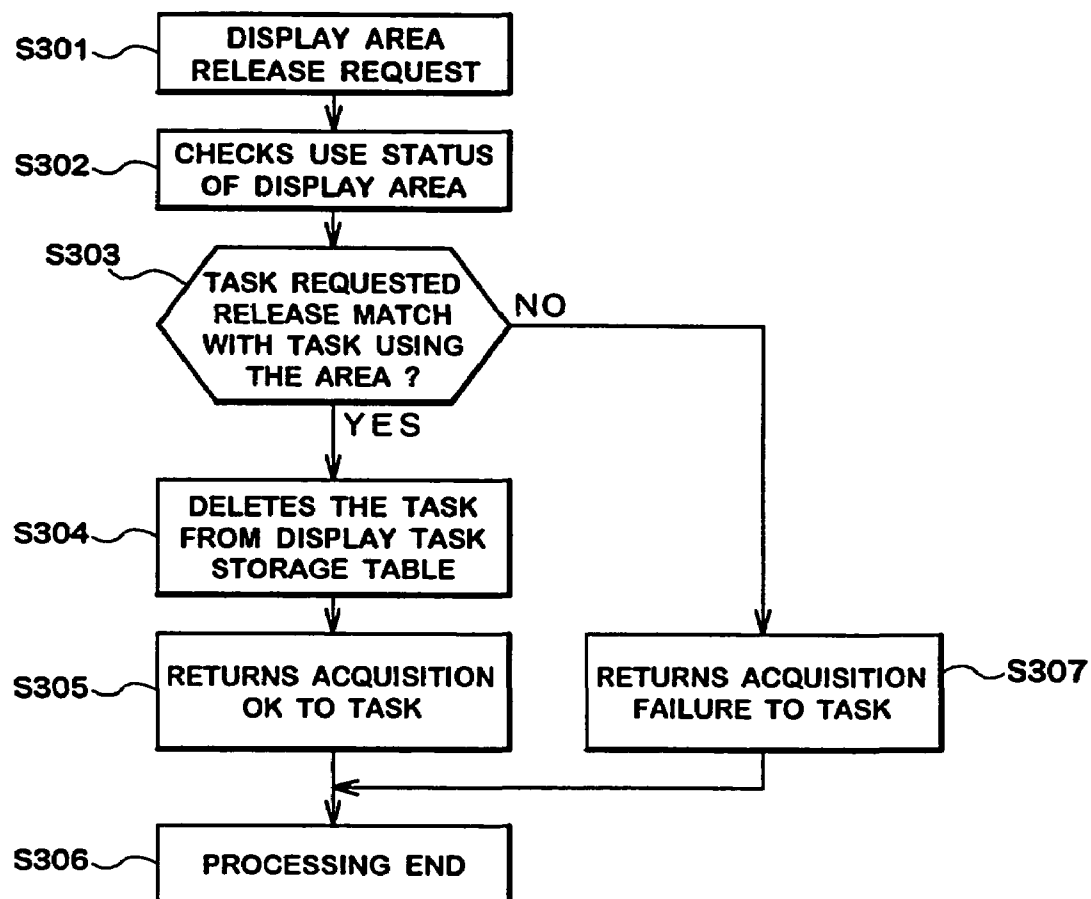 S301
DISPLAY AREA
RELEASE REQUEST
S302
CHECKS USE STATUS
OF DISPLAY AREA
S303
TASK REQUESTED
RELEASE MATCH
WITH TASK USING
THE AREA ?
NO
YES
S304
DELETES THE TASK
FROM DISPLAY TASK
STORAGE TABLE
S305
RETURNS ACQUISITION
OK TO TASK
RETURNS ACQUISITION
FAILURE TO TASK
S307
S306
PROCESSING END